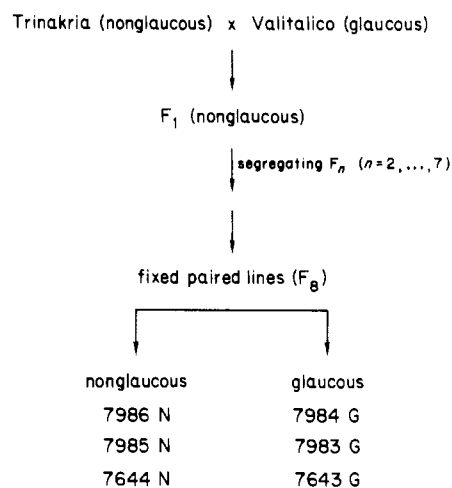 Trinakria (nonglaucous) x Valitalico (glaucous)
F₁ (nonglaucous)
segregating Fₙ (n=2,...,7)
fixed paired lines (F₈)
nonglaucous glaucous
7986 N 7984 G
7985 N 7983 G
7644 N 7643 G